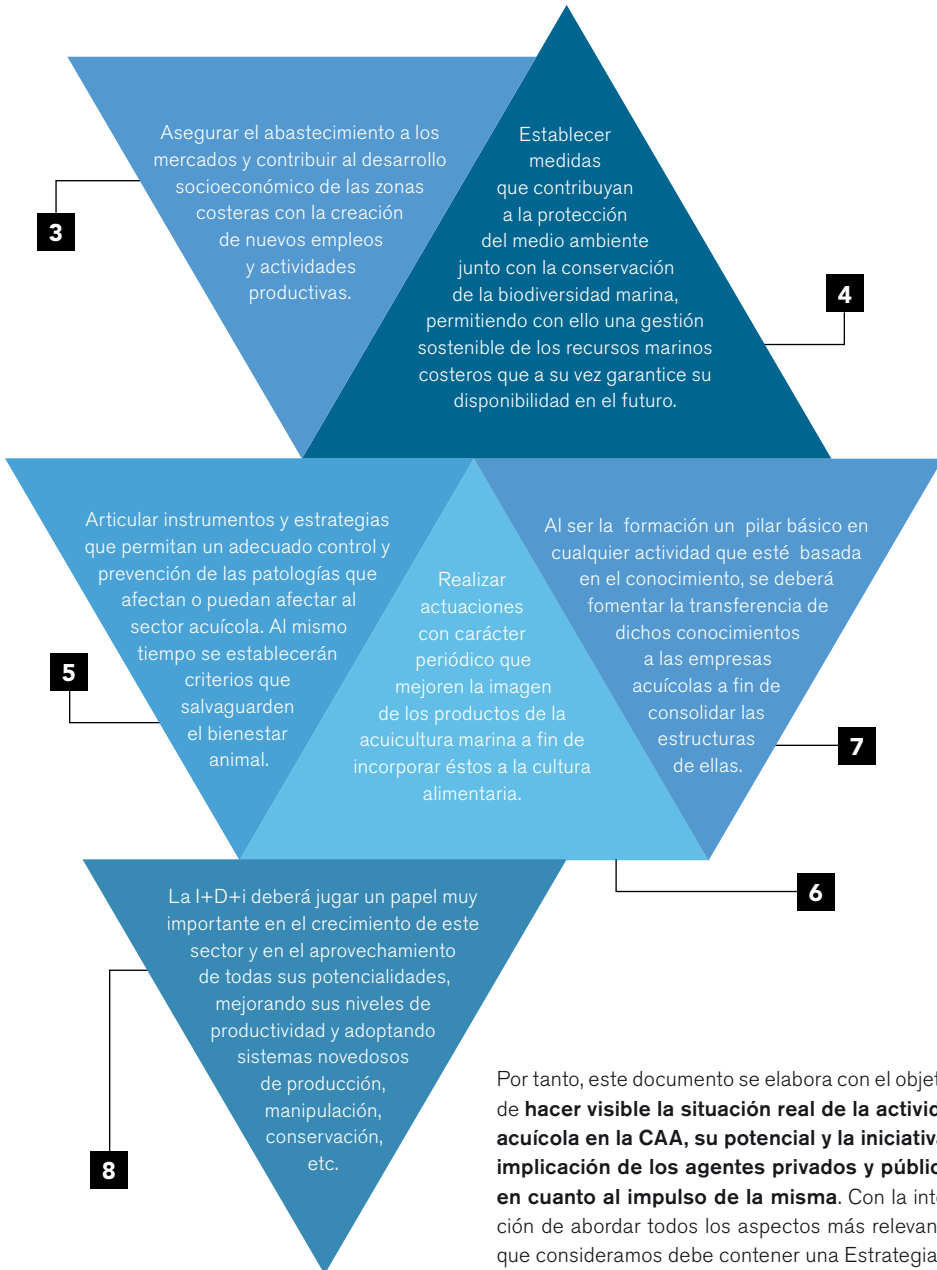 Asegurar el abastecimiento a los
mercados y contribuir al desarrollo
socioeconómico de las zonas
costeras con la creación
de nuevos empleos
y actividades
productivas.
3
Establecer
medidas
que contribuyan
a la protección
del medio ambiente
junto con la conservación
de la biodiversidad marina,
permitiendo con ello una gestión
sostenible de los recursos marinos
costeros que a su vez garantice su
disponibilidad en el futuro.
4
Articular instrumentos y estrategias
que permitan un adecuado control y
prevención de las patologías que
afectan o puedan afectar al
sector acuícola. Al mismo
tiempo se establecerán
criterios que
salvaguarden
el bienestar
animal.
5
Realizar
actuaciones
con carácter
periódico que
mejoren la imagen
de los productos de la
acuicultura marina a fin de
incorporar éstos a la cultura
alimentaria.
6
Al ser la formación un pilar básico en
cualquier actividad que esté basada
en el conocimiento, se deberá
fomentar la transferencia de
dichos conocimientos
a las empresas
acuícolas a fin de
consolidar las
estructuras
de ellas.
7
La I+D+i deberá jugar un papel muy
importante en el crecimiento de este
sector y en el aprovechamiento
de todas sus potencialidades,
mejorando sus niveles de
productividad y adoptando
sistemas novedosos
de producción,
manipulación,
conservación,
etc.
8
Por tanto, este documento se elabora con el
de hacer visible la situación real de la
acuícola en la CAA, su potencial y la
implicación de los agentes privados y
en cuanto al impulso de la misma. Con la
ción de abordar todos los aspectos más
que consideramos debe contener una Estrategia